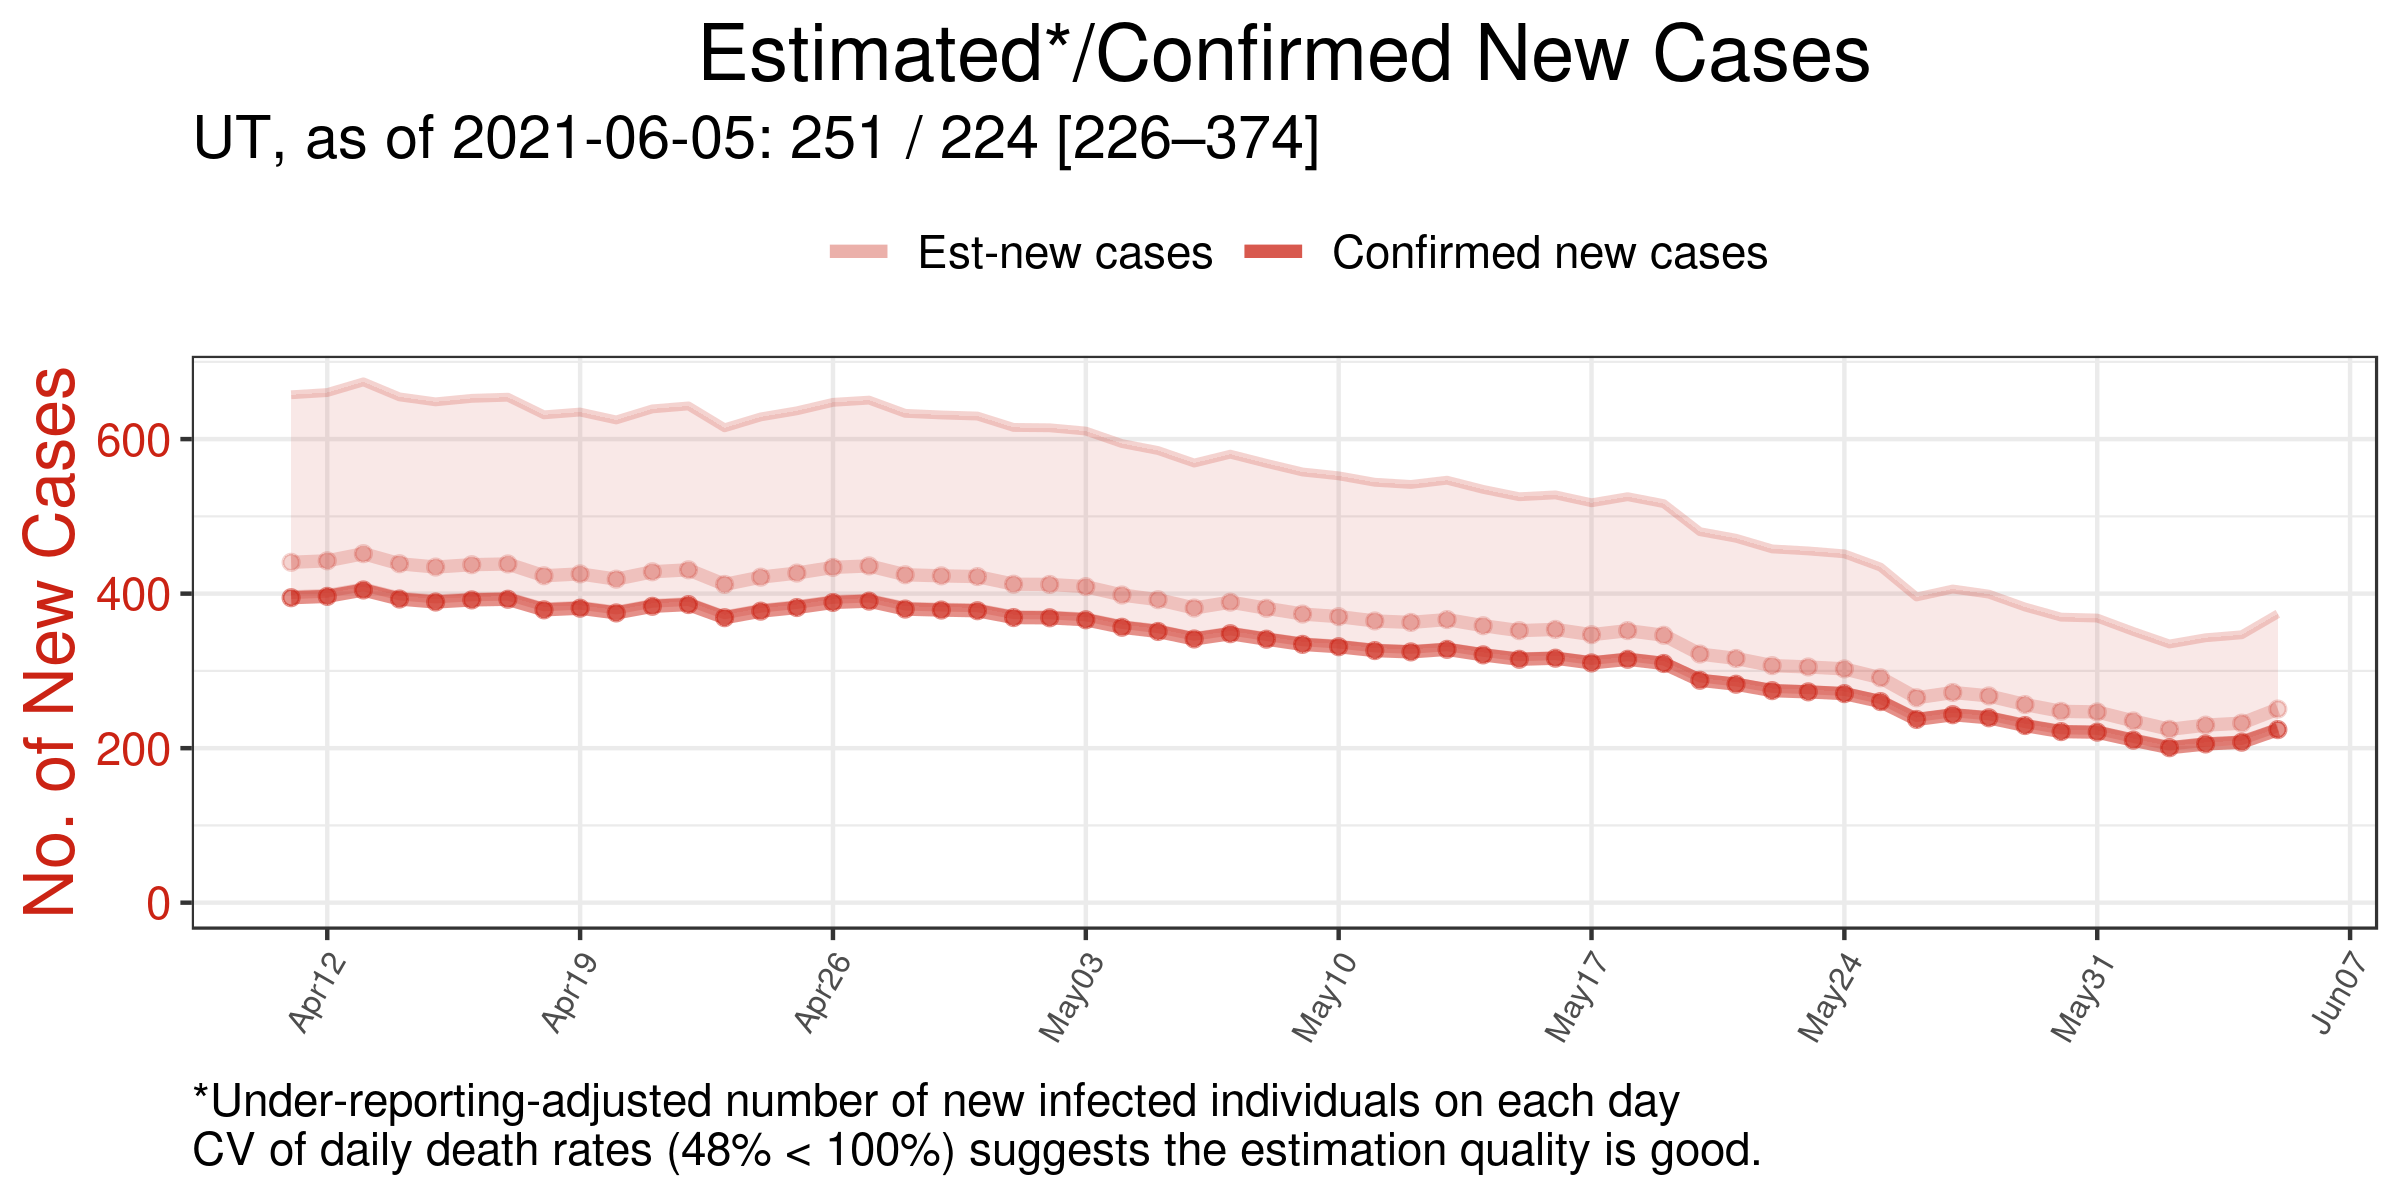 Estimated*/Confirmed New Cases
UT, as of 2021-06-05: 251 / 224 [226–374]
Est-new cases Confirmed new cases
No. of New Cases
600
400
200
0
Apr12 Apr19 Apr26 May03 May10 May17 May24 May31 Jun07
*Under-reporting-adjusted number of new infected individuals on each day
CV of daily death rates (48% < 100%) suggests the estimation quality is good.